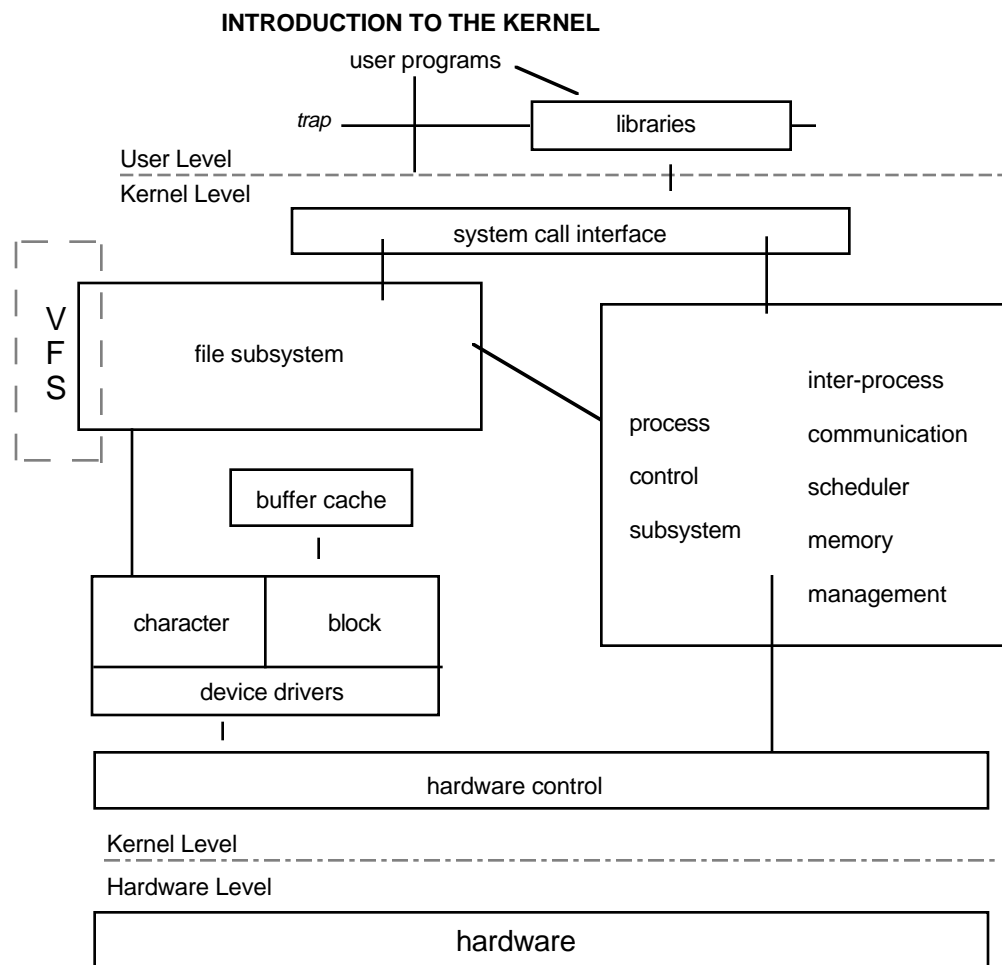 INTRODUCTION TO THE KERNEL
user programs
trap
libraries
User Level
Kernel Level
system call interface
V
F
S
file subsystem
process
control
subsystem
inter-process
communication
scheduler
memory
management
buffer cache
character
block
device drivers
hardware control
Kernel Level
Hardware Level
hardware